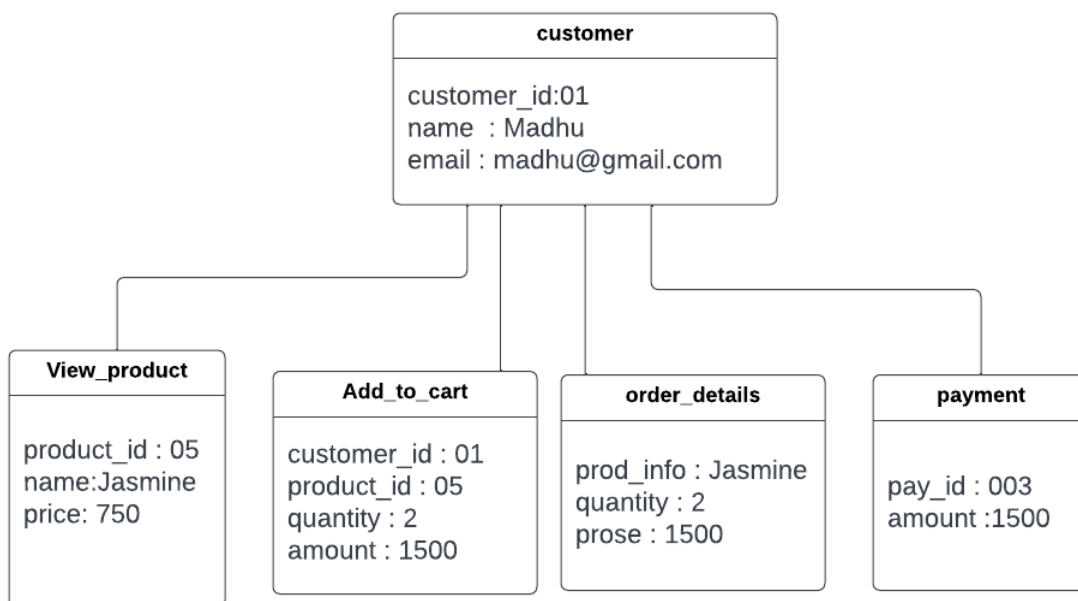 customer
customer_id:01
name : Madhu
email : madhu@gmail.com
View_product
product_id : 05
name:Jasmine
price: 750
Add_to_cart
customer_id : 01
product_id : 05
quantity : 2
amount : 1500
order_details
prod_info : Jasmine
quantity : 2
prose : 1500
payment
pay_id : 003
amount :1500